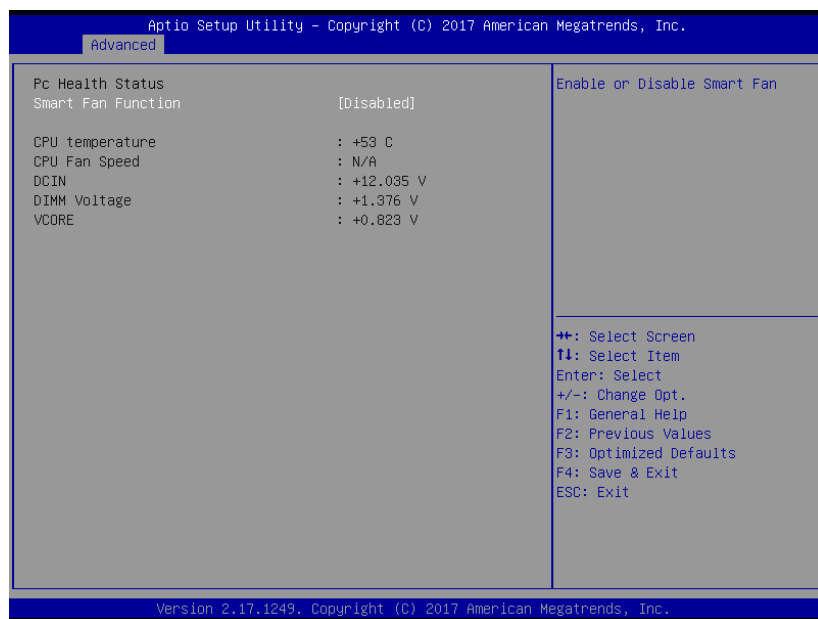 Aptio Setup Utility – Copyright (C) 2017 American Megatrends, Inc.
Advanced
Pc Health Status
Smart Fan Function [Disabled]
CPU temperature : +53 C
CPU Fan Speed : N/A
DCIN : +12.035 V
DIMM Voltage : +1.376 V
VCORE : +0.823 V
Enable or Disable Smart Fan
→←: Select Screen
↑↓: Select Item
Enter: Select
+/-: Change Opt.
F1: General Help
F2: Previous Values
F3: Optimized Defaults
F4: Save & Exit
ESC: Exit
Version 2.17.1249. Copyright (C) 2017 American Megatrends, Inc.